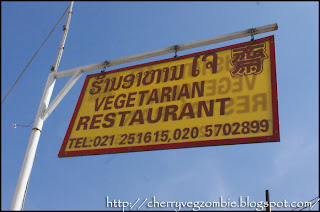 ຮ້ານອາຫານ ໃຈ 齋
VEGETARIAN
RESTAURANT
TEL:021 251615,020 5702899
http://cherryvegzombie.blogspot.com/